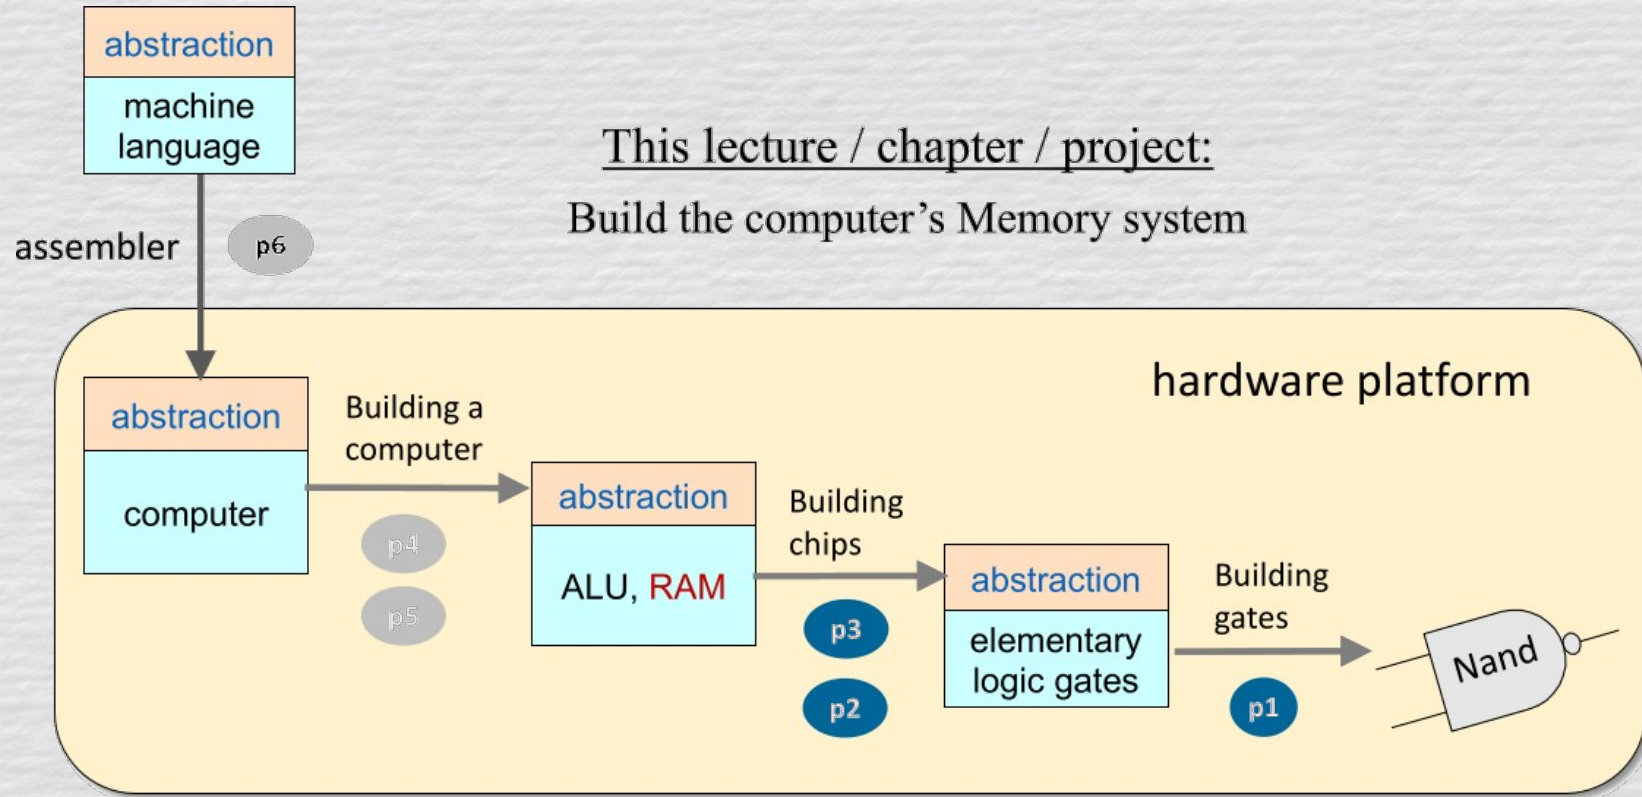 abstraction
machine
language
This lecture / chapter / project:
Build the computer’s Memory system
assembler
p6
hardware platform
abstraction
computer
Building a
computer
p4
p5
abstraction
ALU, RAM
Building
chips
p3
p2
abstraction
elementary
logic gates
Building
gates
p1
Nand